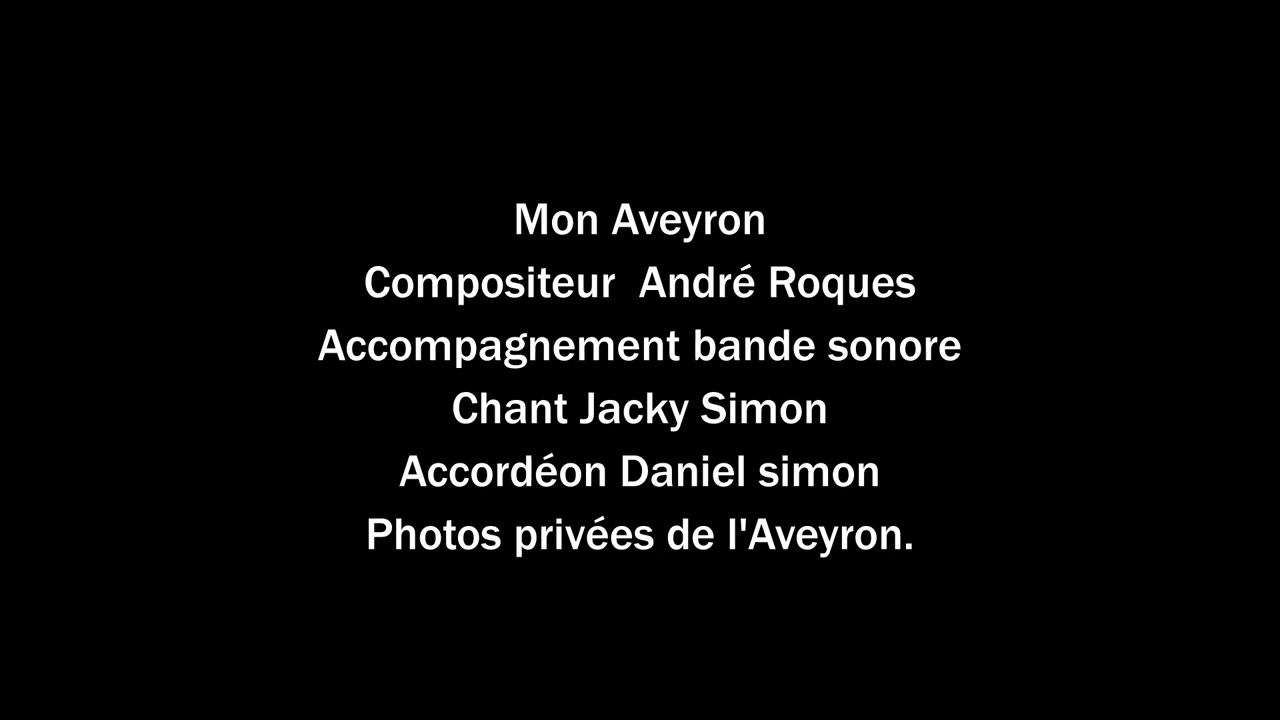 Mon Aveyron
Compositeur  André Roques
Accompagnement bande sonore
Chant Jacky Simon
Accordéon Daniel simon
Photos privées de l'Aveyron.